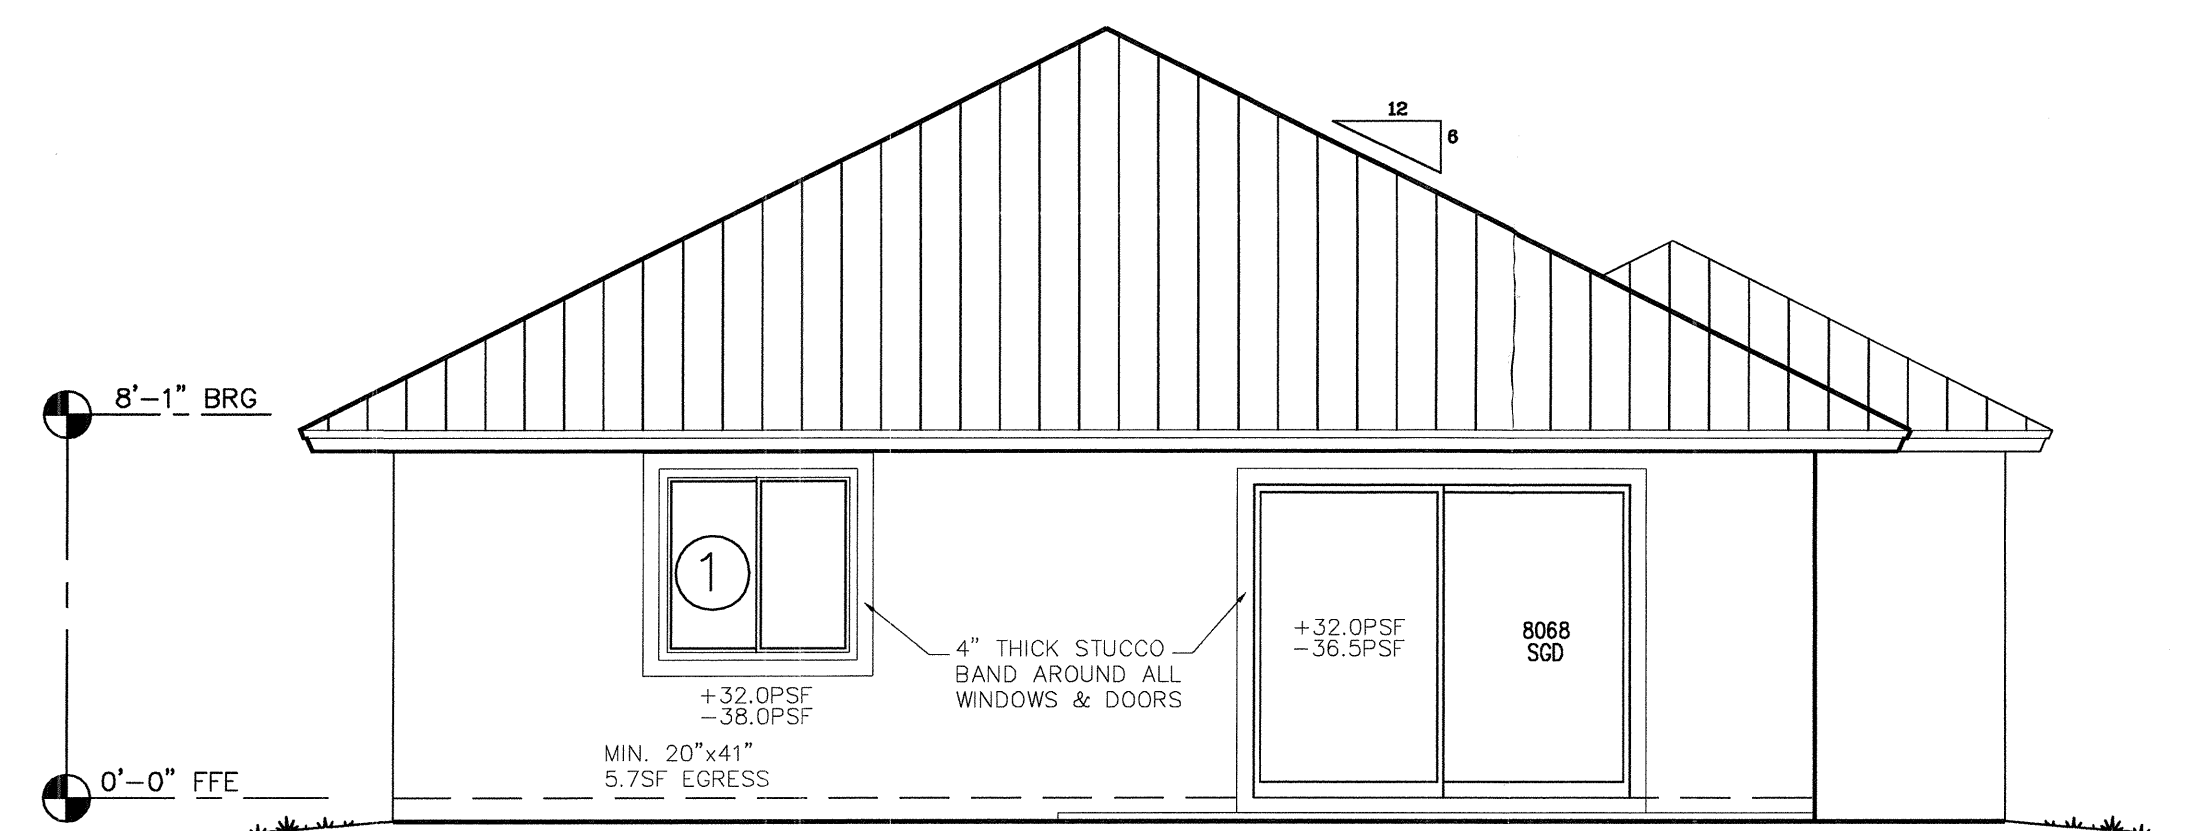 12
6
8'-1" BRG
1
4" THICK STUCCO
BAND AROUND ALL
WINDOWS & DOORS
+32.0PSF
-36.5PSF
8068
SGD
+32.0PSF
-38.0PSF
MIN. 20"x41"
5.7SF EGRESS
0'-0" FFE